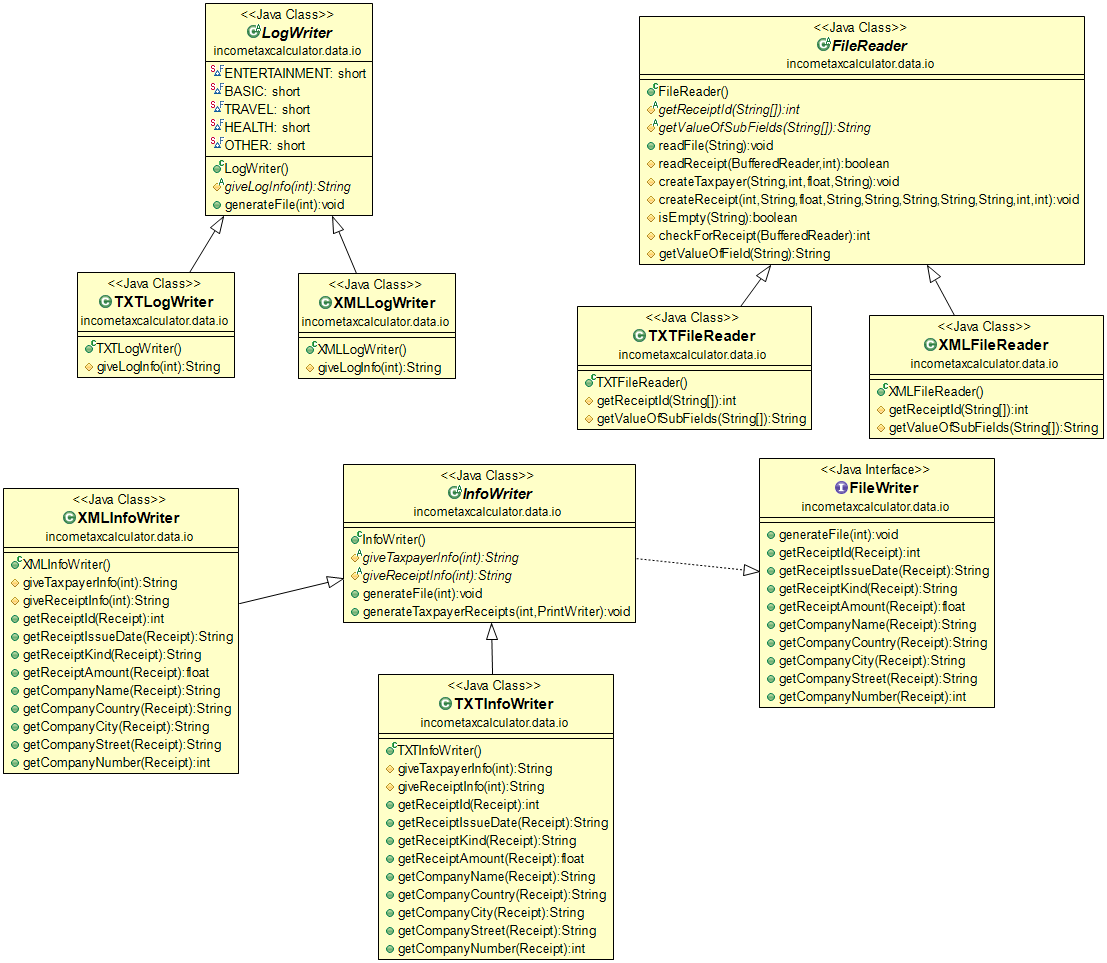 <<Java Class>>
LogWriter
incometaxcalculator.data.io
ENTERTAINMENT: short
BASIC: short
TRAVEL: short
HEALTH: short
OTHER: short
LogWriter()
giveLogInfo(int):String
generateFile(int):void
<<Java Class>>
FileReader
incometaxcalculator.data.io
FileReader()
getReceiptId(String[]):int
getValueOfSubFields(String[]):String
readFile(String):void
readReceipt(BufferedReader,int):boolean
createTaxpayer(String,int,float,String):void
createReceipt(int,String,float,String,String,String,String,String,int,int):void
isEmpty(String):boolean
checkForReceipt(BufferedReader):int
getValueOfField(String):String
<<Java Class>>
TXTLogWriter
incometaxcalculator.data.io
TXTLogWriter()
giveLogInfo(int):String
<<Java Class>>
XMLLogWriter
incometaxcalculator.data.io
XMLLogWriter()
giveLogInfo(int):String
<<Java Class>>
TXTFileReader
incometaxcalculator.data.io
TXTFileReader()
getReceiptId(String[]):int
getValueOfSubFields(String[]):String
<<Java Class>>
XMLFileReader
incometaxcalculator.data.io
XMLFileReader()
getReceiptId(String[]):int
getValueOfSubFields(String[]):String
<<Java Class>>
XMLInfoWriter
incometaxcalculator.data.io
XMLInfoWriter()
giveTaxpayerInfo(int):String
giveReceiptInfo(int):String
getReceiptId(Receipt):int
getReceiptIssueDate(Receipt):String
getReceiptKind(Receipt):String
getReceiptAmount(Receipt):float
getCompanyName(Receipt):String
getCompanyCountry(Receipt):String
getCompanyCity(Receipt):String
getCompanyStreet(Receipt):String
getCompanyNumber(Receipt):int
<<Java Class>>
InfoWriter
incometaxcalculator.data.io
InfoWriter()
giveTaxpayerInfo(int):String
giveReceiptInfo(int):String
generateFile(int):void
generateTaxpayerReceipts(int,PrintWriter):void
<<Java Interface>>
FileWriter
incometaxcalculator.data.io
generateFile(int):void
getReceiptId(Receipt):int
getReceiptIssueDate(Receipt):String
getReceiptKind(Receipt):String
getReceiptAmount(Receipt):float
getCompanyName(Receipt):String
getCompanyCountry(Receipt):String
getCompanyCity(Receipt):String
getCompanyStreet(Receipt):String
getCompanyNumber(Receipt):int
<<Java Class>>
TXTInfoWriter
incometaxcalculator.data.io
TXTInfoWriter()
giveTaxpayerInfo(int):String
giveReceiptInfo(int):String
getReceiptId(Receipt):int
getReceiptIssueDate(Receipt):String
getReceiptKind(Receipt):String
getReceiptAmount(Receipt):float
getCompanyName(Receipt):String
getCompanyCountry(Receipt):String
getCompanyCity(Receipt):String
getCompanyStreet(Receipt):String
getCompanyNumber(Receipt):int